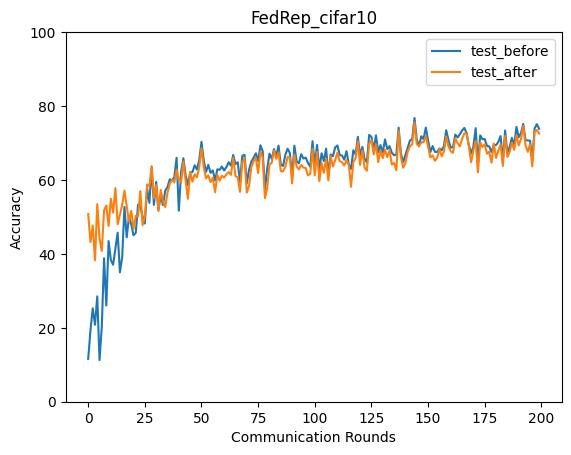 FedRep_cifar10
100
80
60
40
20
0
Accuracy
test_before
test_after
0 25 50 75 100 125 150 175 200
Communication Rounds